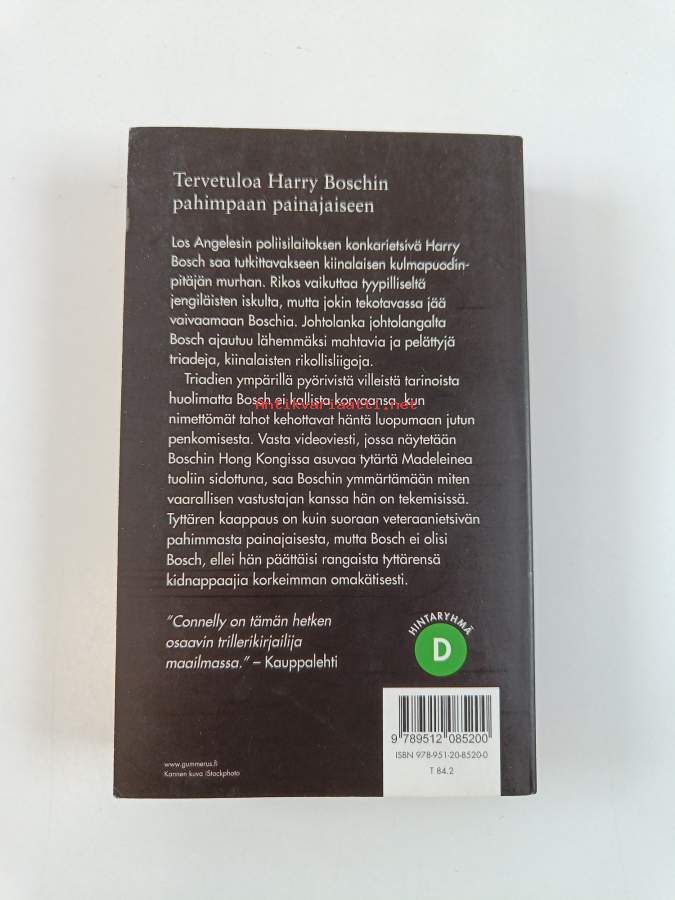 Tervetuloa Harry Boschin
pahimpaan painajaiseen
Los Angelesin poliisilaitoksen konkarietsivä Harry
Bosch saa tutkittavakseen kiinalaisen kulmapuodin-
pitäjän murhan. Rikos vaikuttaa tyypilliseltä
jengiläisten iskulta, mutta jokin tekotavassa jää
vaivaamaan Boschia. Johtolanka johtolangalta
Bosch ajautuu lähemmäksi mahtavia ja pelättyjä
triadeja, kiinalaisten rikollisliigoja.
Triadien ympärillä pyörivistä villeistä tarinoista
huolimatta Bosch ei kallista korvaansa, kun
Antikvariaatti.net
nimettömät tahot kehottavat häntä luopumaan jutun
penkomisesta. Vasta videoviesti, jossa näytetään
Boschin Hong Kongissa asuvaa tytärtä Madeleinea
tuoliin sidottuna, saa Boschin ymmärtämään miten
vaarallisen vastustajan kanssa hän on tekemisissä.
Tyttären kaappaus on kuin suoraan veteraanietsivän
pahimmasta painajaisesta, mutta Bosch ei olisi
Bosch, ellei hän päättäisi rangaista tyttärensä
kidnappaajia korkeimman omakätisesti.
"Connelly on tämän hetken
osaavin trillerikirjailija
maailmassa." – Kauppalehti
HINTARYHMÄ
D
9 789512 085200
ISBN 978-951-20-8520-0
T 84.2
www.gummerus.fi
Kannen kuva iStockphoto